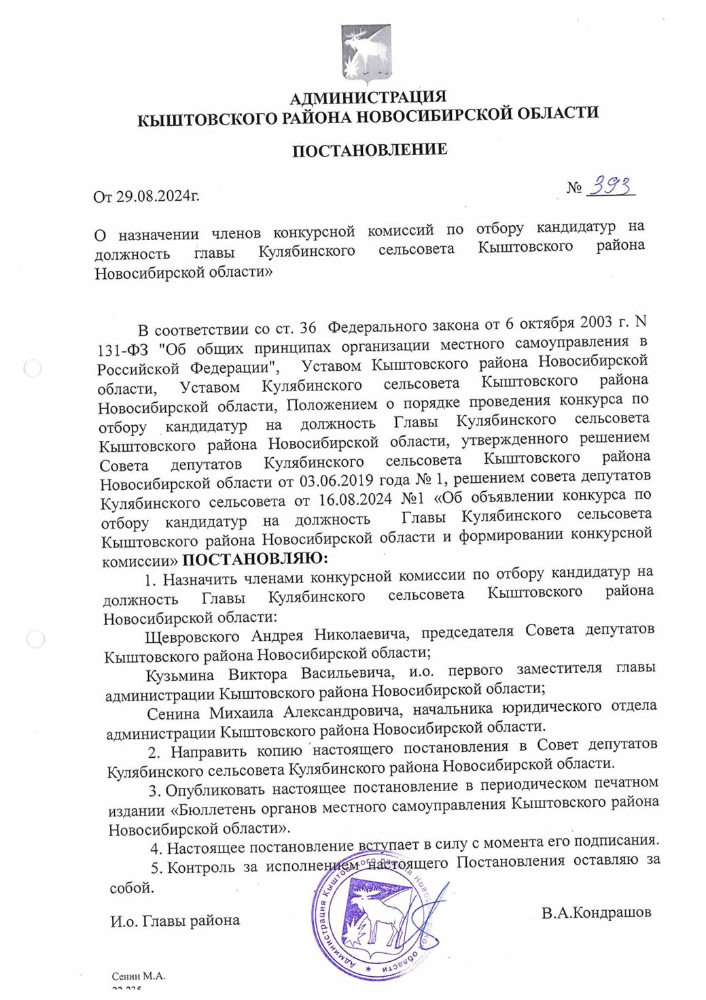 АДМИНИСТРАЦИЯ
КЫШТОВСКОГО РАЙОНА НОВОСИБИРСКОЙ ОБЛАСТИ
ПОСТАНОВЛЕНИЕ
От 29.08.2024г. № 393
О назначении членов конкурсной комиссий по отбору кандидатур на
должность главы Кулябинского сельсовета Кыштовского района
Новосибирской области»
В соответствии со ст. 36 Федерального закона от 6 октября 2003 г. N
131-ФЗ "Об общих принципах организации местного самоуправления в
Российской Федерации", Уставом Кыштовского района Новосибирской
области, Уставом Кулябинского сельсовета Кыштовского района
Новосибирской области, Положением о порядке проведения конкурса по
отбору кандидатур на должность Главы Кулябинского сельсовета
Кыштовского района Новосибирской области, утвержденного решением
Совета депутатов Кулябинского сельсовета Кыштовского района
Новосибирской области от 03.06.2019 года № 1, решением совета депутатов
Кулябинского сельсовета от 16.08.2024 №1 «Об объявлении конкурса по
отбору кандидатур на должность Главы Кулябинского сельсовета
Кыштовского района Новосибирской области и формировании конкурсной
комиссии» ПОСТАНОВЛЯЮ:
1. Назначить членами конкурсной комиссии по отбору кандидатур на
должность Главы Кулябинского сельсовета Кыштовского района
Новосибирской области:
Щевровского Андрея Николаевича, председателя Совета депутатов
Кыштовского района Новосибирской области;
Кузьмина Виктора Васильевича, и.о. первого заместителя главы
администрации Кыштовского района Новосибирской области;
Сенина Михаила Александровича, начальника юридического отдела
администрации Кыштовского района Новосибирской области.
2. Направить копию настоящего постановления в Совет депутатов
Кулябинского сельсовета Кулябинского района Новосибирской области.
3. Опубликовать настоящее постановление в периодическом печатном
издании «Бюллетень органов местного самоуправления Кыштовского района
Новосибирской области».
4. Настоящее постановление вступает в силу с момента его подписания.
5. Контроль за исполнением настоящего Постановления оставляю за
собой.
И.о. Главы района В.А.Кондрашов
Администрация Кыштовского района Новосибирской области *
Сенин М.А.